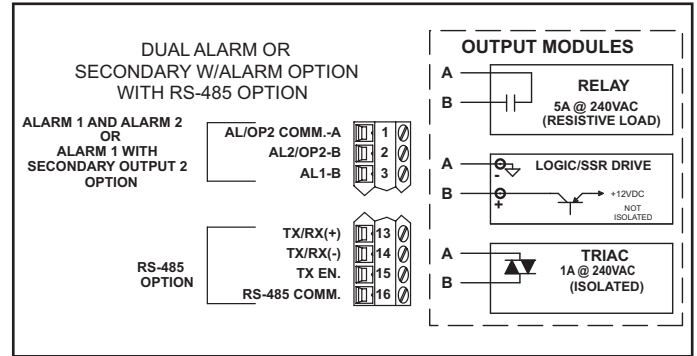 DUAL ALARM OR
SECONDARY W/ALARM OPTION
WITH RS-485 OPTION
ALARM 1 AND ALARM 2
OR
ALARM 1 WITH
SECONDARY OUTPUT 2
OPTION
AL/OP2 COMM.-A 1
AL2/OP2-B 2
AL1-B 3
RS-485
OPTION
TX/RX(+) 13
TX/RX(-) 14
TX EN. 15
RS-485 COMM. 16
OUTPUT MODULES
A
B
RELAY
5A @ 240VAC
(RESISTIVE LOAD)
A
B
-
+
LOGIC/SSR DRIVE
+12VDC
NOT
ISOLATED
A
B
TRIAC
1A @ 240VAC
(ISOLATED)